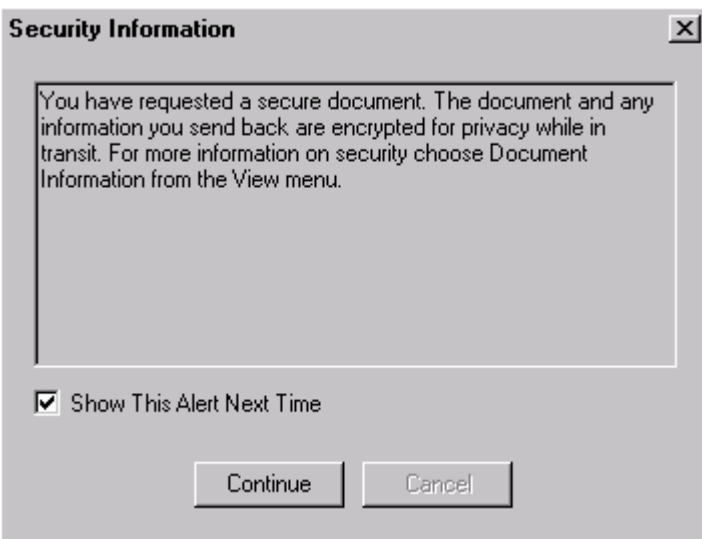 Security Information
You have requested a secure document. The document and any
information you send back are encrypted for privacy while in
transit. For more information on security choose Document
Information from the View menu.
Show This Alert Next Time
Continue
Cancel